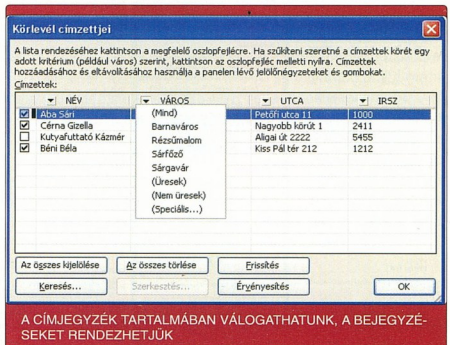 Körlevél címzettjei
A lista rendezéséhez kattintson a megfelelő oszlopfejlécre. Ha szűkíteni szeretné a címzettek körét egy
adott kritérium (például város) szerint, kattintson az oszlopfejléc melletti nyílra. Címzettek
hozzáadásához és eltávolításához használja a panelen lévő jelölőnégyzeteket és gombokat.
Címzettek:
NÉV VÁROS UTCA IRSZ
Aba Sári (Mind) Petőfi utca 11 1000
Cérna Gizella Barnaváros Nagyobb körút 1 2411
Kutyafuttató Kázmér Rézsűmalom Aligai út 2222 5455
Béni Béla Sárfőző Kiss Pál tér 212 1212
Sárgavár
(Üresek)
(Nem üresek)
(Speciális...)
Az összes kijelölése Az összes törlése Frissítés
Keresés... Szerkesztés... Érvényesítés OK
A CÍMJEGYZÉK TARTALMÁBAN VÁLOGATHATUNK, A BEJEGYZÉ-
SEKET RENDEZHETJÜK